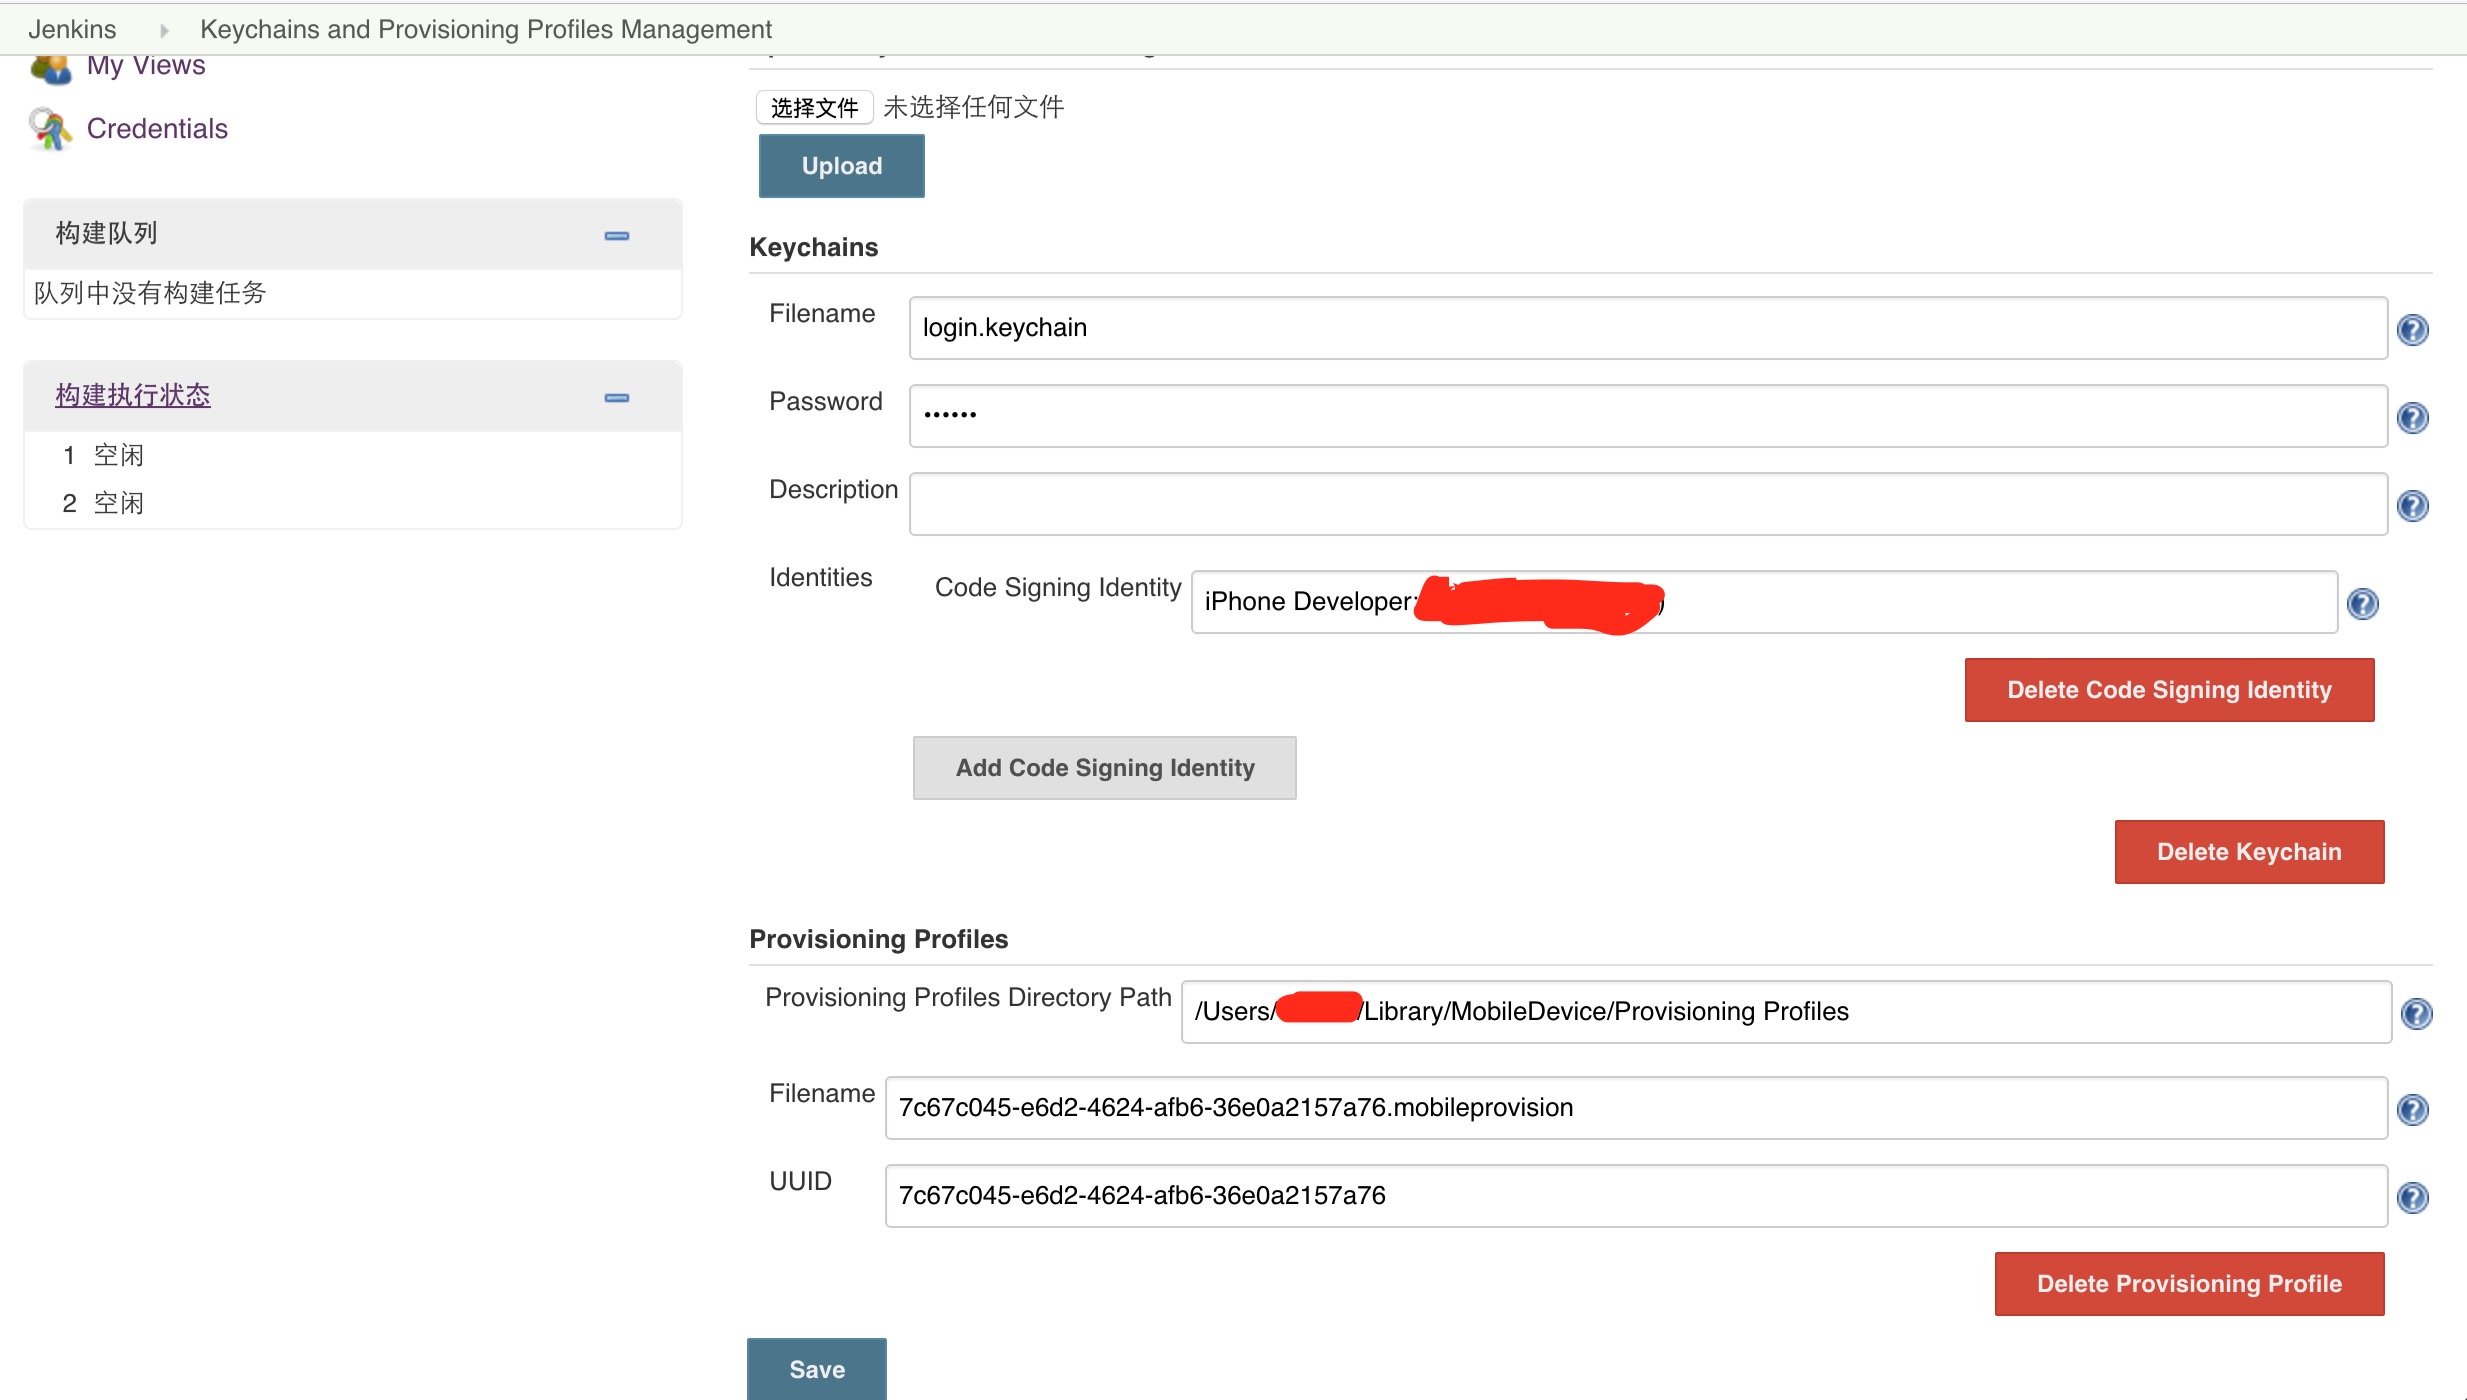 Jenkins Keychains and Provisioning Profiles Management
My Views
Credentials
构建队列
队列中没有构建任务
构建执行状态
1 空闲
2 空闲
选择文件 未选择任何文件
Upload
Keychains
Filename login.keychain
Password ••••••
Description
Identities Code Signing Identity iPhone Developer:
Delete Code Signing Identity
Add Code Signing Identity
Delete Keychain
Provisioning Profiles
Provisioning Profiles Directory Path /Users/ /Library/MobileDevice/Provisioning Profiles
Filename 7c67c045-e6d2-4624-afb6-36e0a2157a76.mobileprovision
UUID 7c67c045-e6d2-4624-afb6-36e0a2157a76
Delete Provisioning Profile
Save